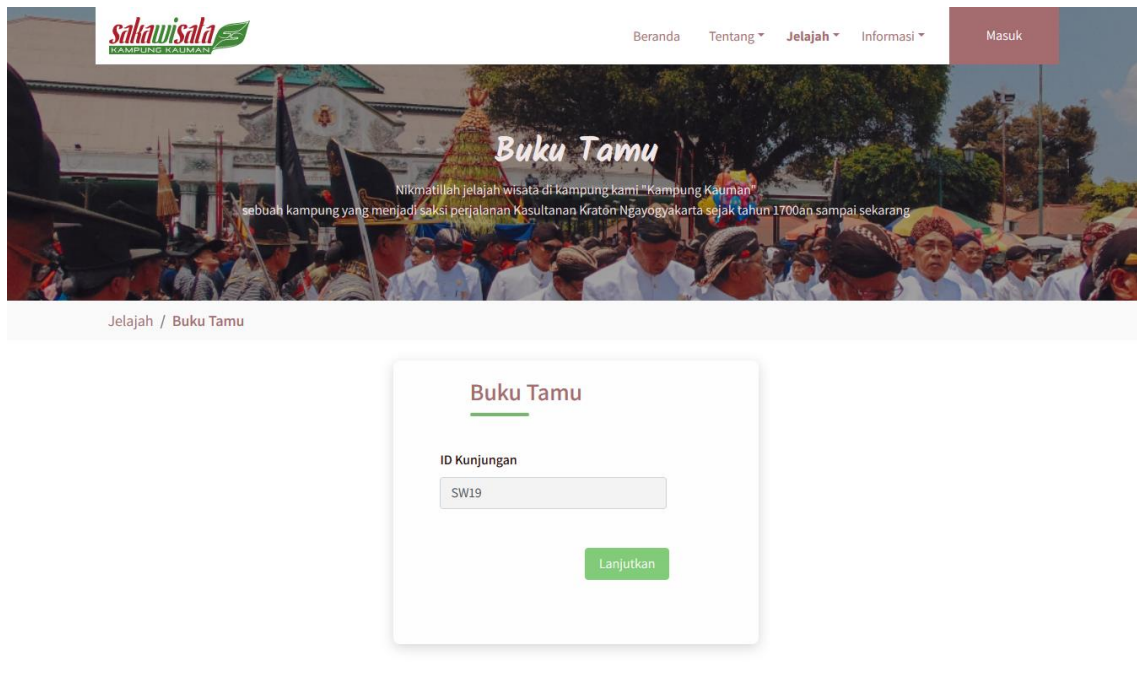 sakawisala
KAMPUNG KAUMAN
Beranda Tentang Jelajah Informasi Masuk
Buku Tamu
Nikmatillah jelajah wisata di kampung kami "Kampung Kauman"
sebuah kampung yang menjadi saksi perjalanan Kasultanan Kraton Ngayogyakarta sejak tahun 1700an sampai sekarang
Jelajah / Buku Tamu
Buku Tamu
ID Kunjungan
SW19
Lanjutkan